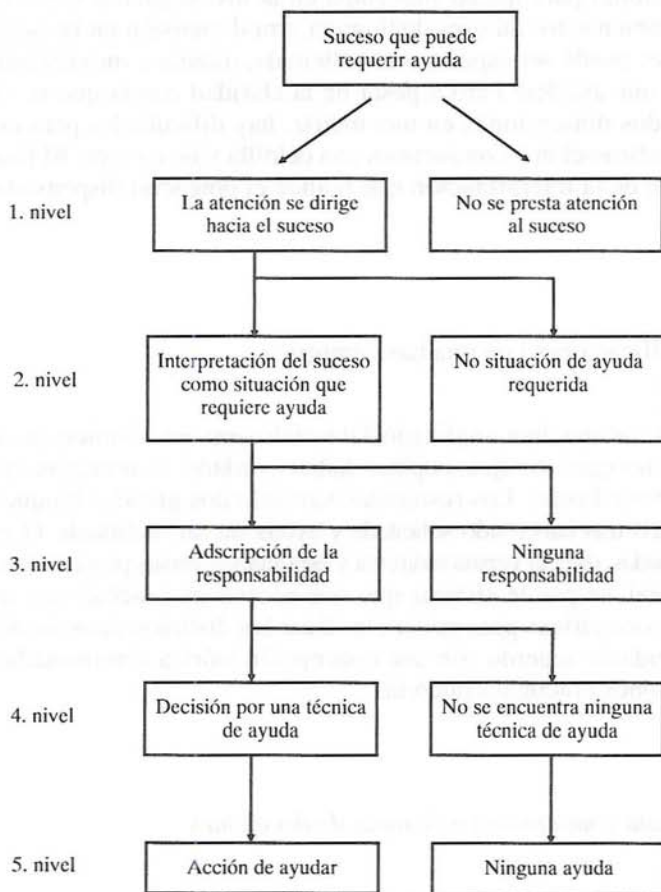 Suceso que puede
requerir ayuda
1. nivel
La atención se dirige
hacia el suceso
No se presta atención
al suceso
2. nivel
Interpretación del suceso
como situación que
requiere ayuda
No situación de ayuda
requerida
3. nivel
Adscripción de la
responsabilidad
Ninguna
responsabilidad
4. nivel
Decisión por una técnica
de ayuda
No se encuentra ninguna
técnica de ayuda
5. nivel
Acción de ayudar
Ninguna ayuda